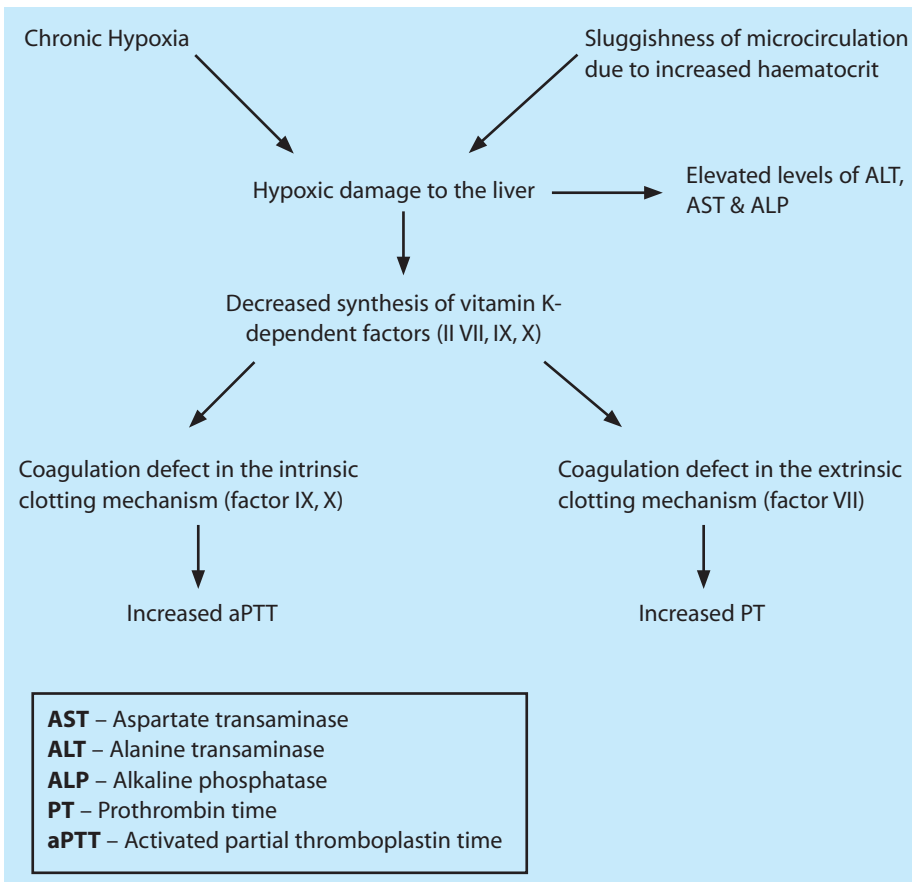 Chronic Hypoxia
Sluggishness of microcirculation
due to increased haematocrit
Hypoxic damage to the liver
Elevated levels of ALT,
AST & ALP
Decreased synthesis of vitamin K-
dependent factors (II VII, IX, X)
Coagulation defect in the intrinsic
clotting mechanism (factor IX, X)
Coagulation defect in the extrinsic
clotting mechanism (factor VII)
Increased aPTT
Increased PT
AST – Aspartate transaminase
ALT – Alanine transaminase
ALP – Alkaline phosphatase
PT – Prothrombin time
aPTT – Activated partial thromboplastin time